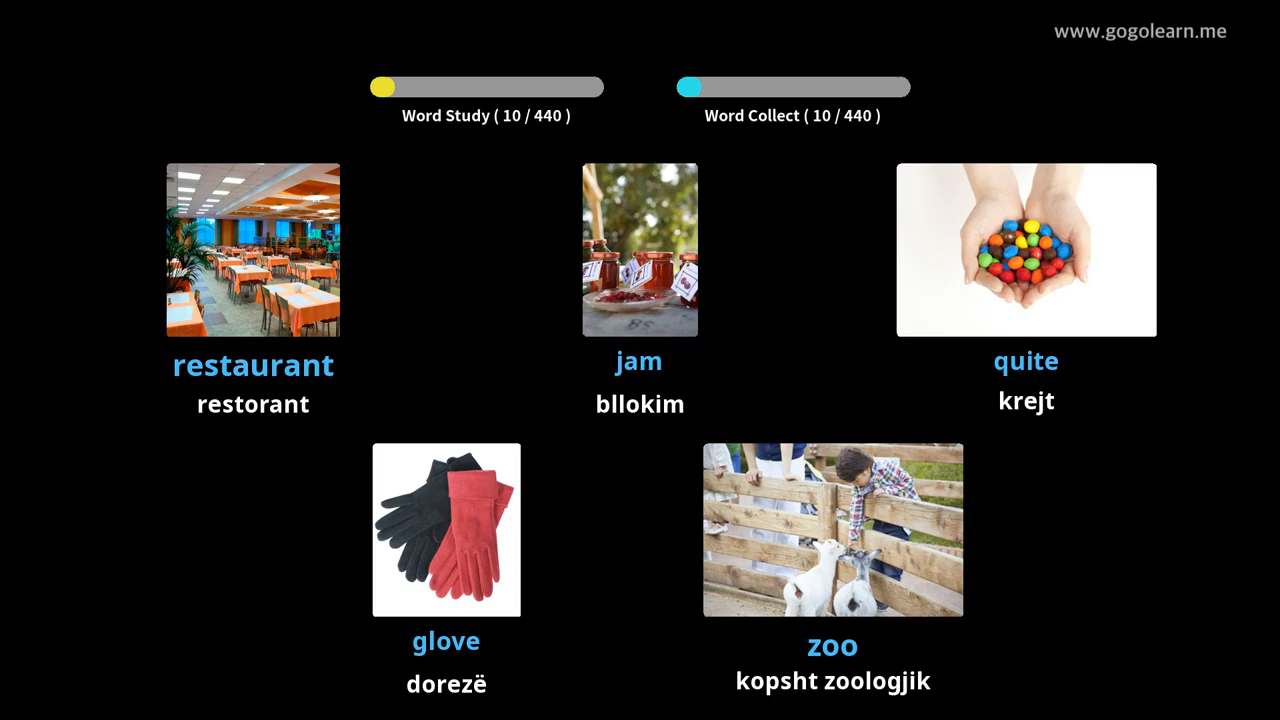 www.gogolearn.me
Word Study ( 10 / 440 )
Word Collect ( 10 / 440 )
restaurant
restorant
jam
bllokim
quite
krejt
glove
dorezë
zoo
kopsht zoologjik